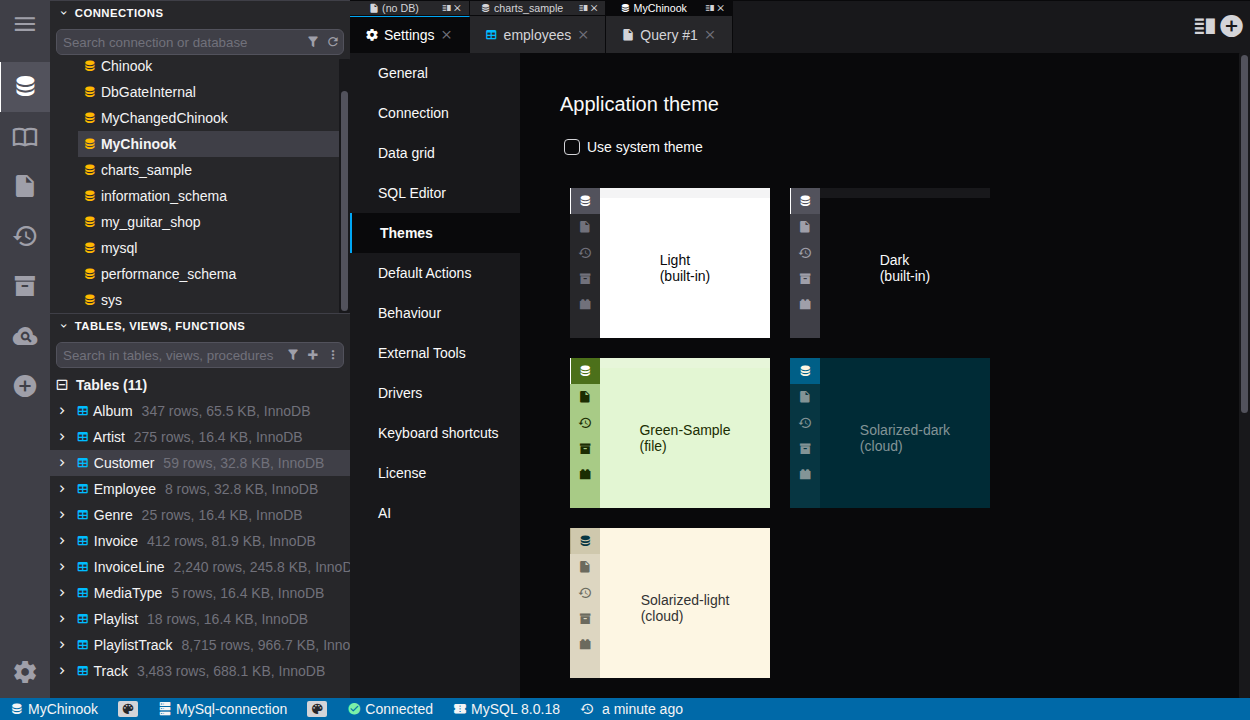 CONNECTIONS
Search connection or database
Chinook
DbGateInternal
MyChangedChinook
MyChinook
charts_sample
information_schema
my_guitar_shop
mysql
performance_schema
sys
TABLES, VIEWS, FUNCTIONS
Search in tables, views, procedures
Tables (11)
Album 347 rows, 65.5 KB, InnoDB
Artist 275 rows, 16.4 KB, InnoDB
Customer 59 rows, 32.8 KB, InnoDB
Employee 8 rows, 32.8 KB, InnoDB
Genre 25 rows, 16.4 KB, InnoDB
Invoice 412 rows, 81.9 KB, InnoDB
InvoiceLine 2,240 rows, 245.8 KB, InnoD
MediaType 5 rows, 16.4 KB, InnoDB
Playlist 18 rows, 16.4 KB, InnoDB
PlaylistTrack 8,715 rows, 966.7 KB, Inno
Track 3,483 rows, 688.1 KB, InnoDB
(no DB) charts_sample MyChinook
Settings employees Query #1
General
Connection
Data grid
SQL Editor
Themes
Default Actions
Behaviour
External Tools
Drivers
Keyboard shortcuts
License
AI
Application theme
Use system theme
Light
(built-in)
Dark
(built-in)
Green-Sample
(file)
Solarized-dark
(cloud)
Solarized-light
(cloud)
MyChinook MySql-connection Connected MySQL 8.0.18 a minute ago